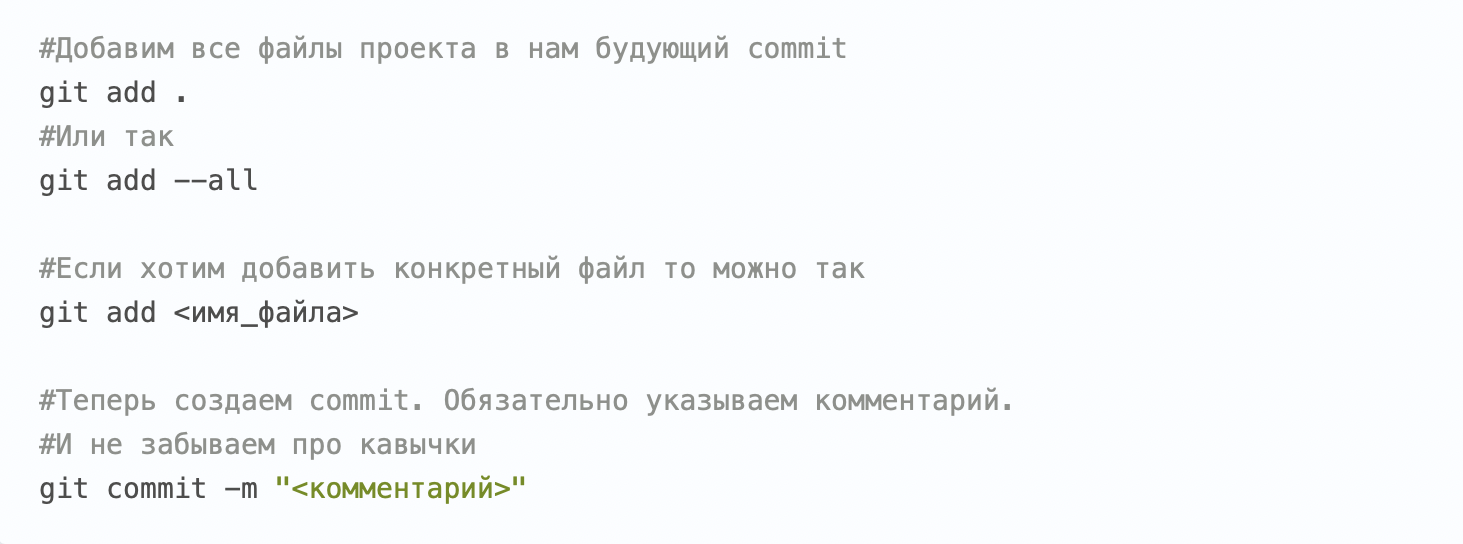 #Добавим все файлы проекта в нам будующий commit
git add .
#Или так
git add --all
#Если хотим добавить конкретный файл то можно так
git add <имя_файла>
#Теперь создаем commit. Обязательно указываем комментарий.
#И не забываем про кавычки
git commit -m "<комментарий>"